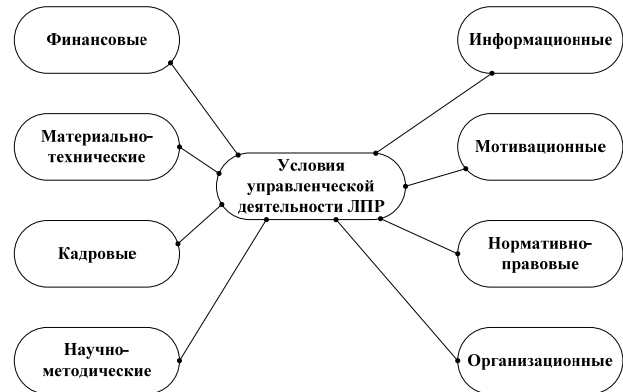 Финансовые
Информационные
Материально-
технические
Мотивационные
Условия
управленческой
деятельности ЛПР
Кадровые
Нормативно-
правовые
Научно-
методические
Организационные